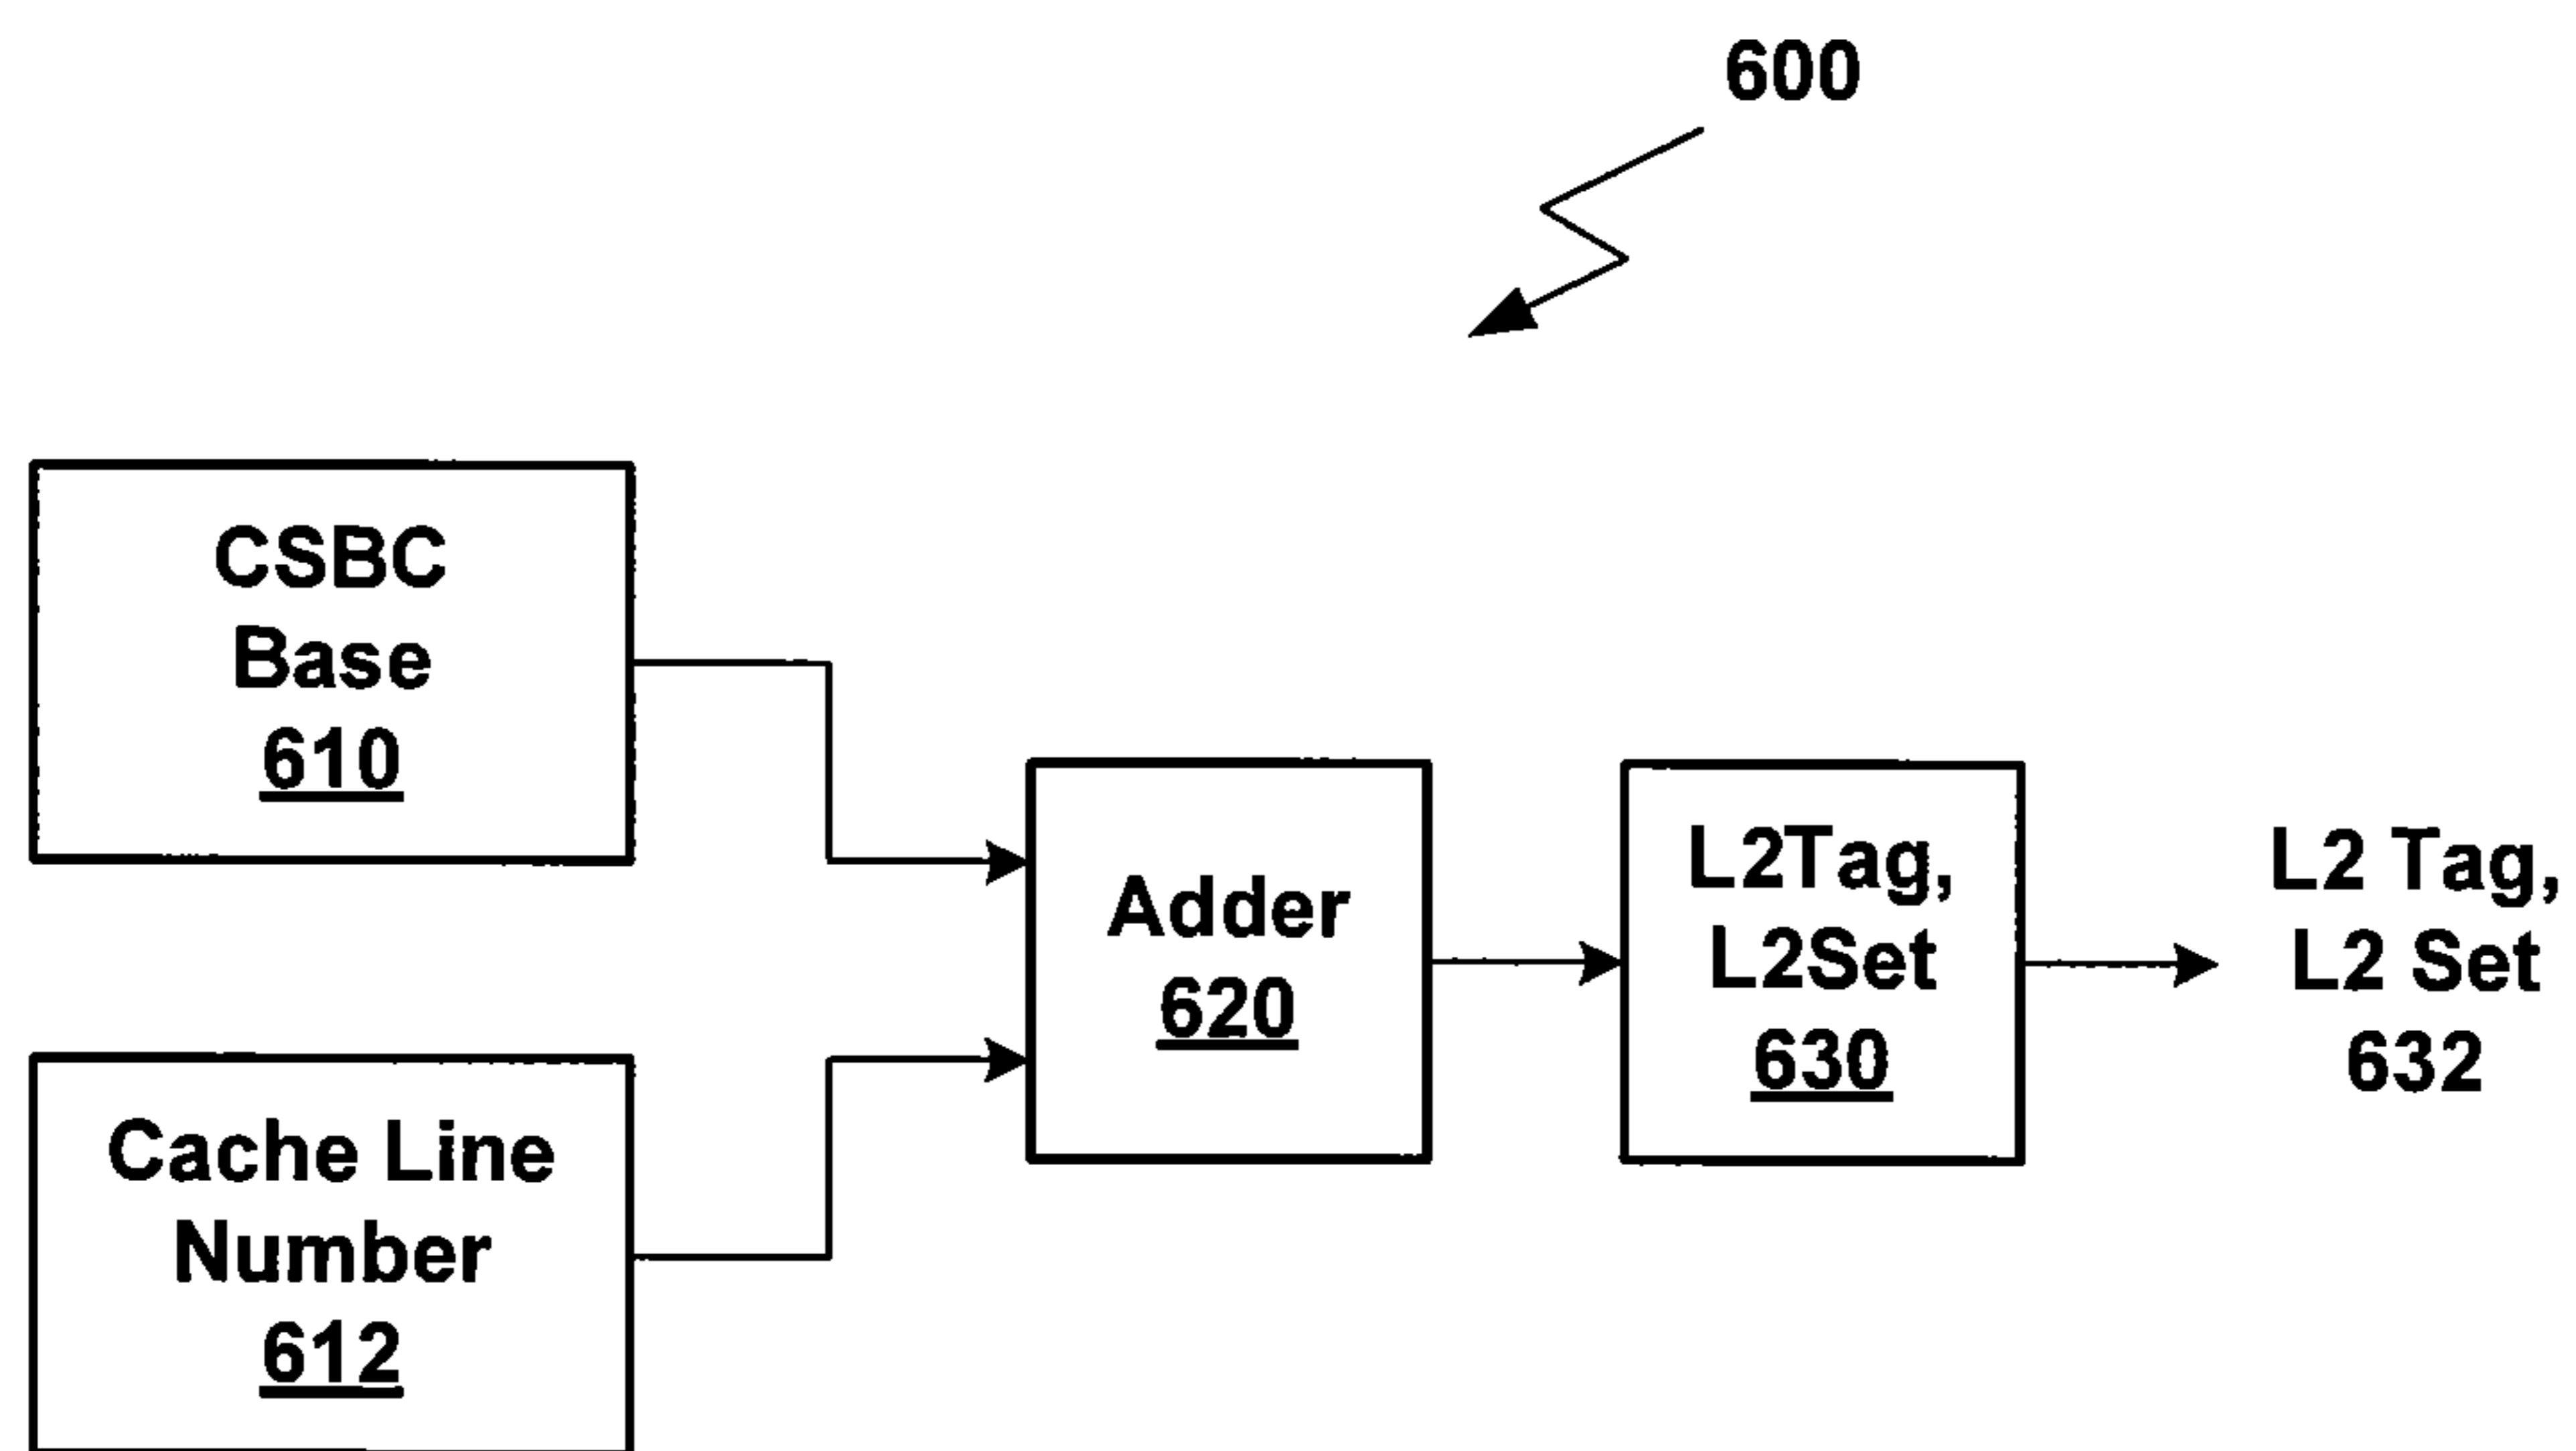 600
CSBC
Base
610
Cache Line
Number
612
Adder
620
L2Tag,
L2Set
630
L2 Tag,
L2 Set
632